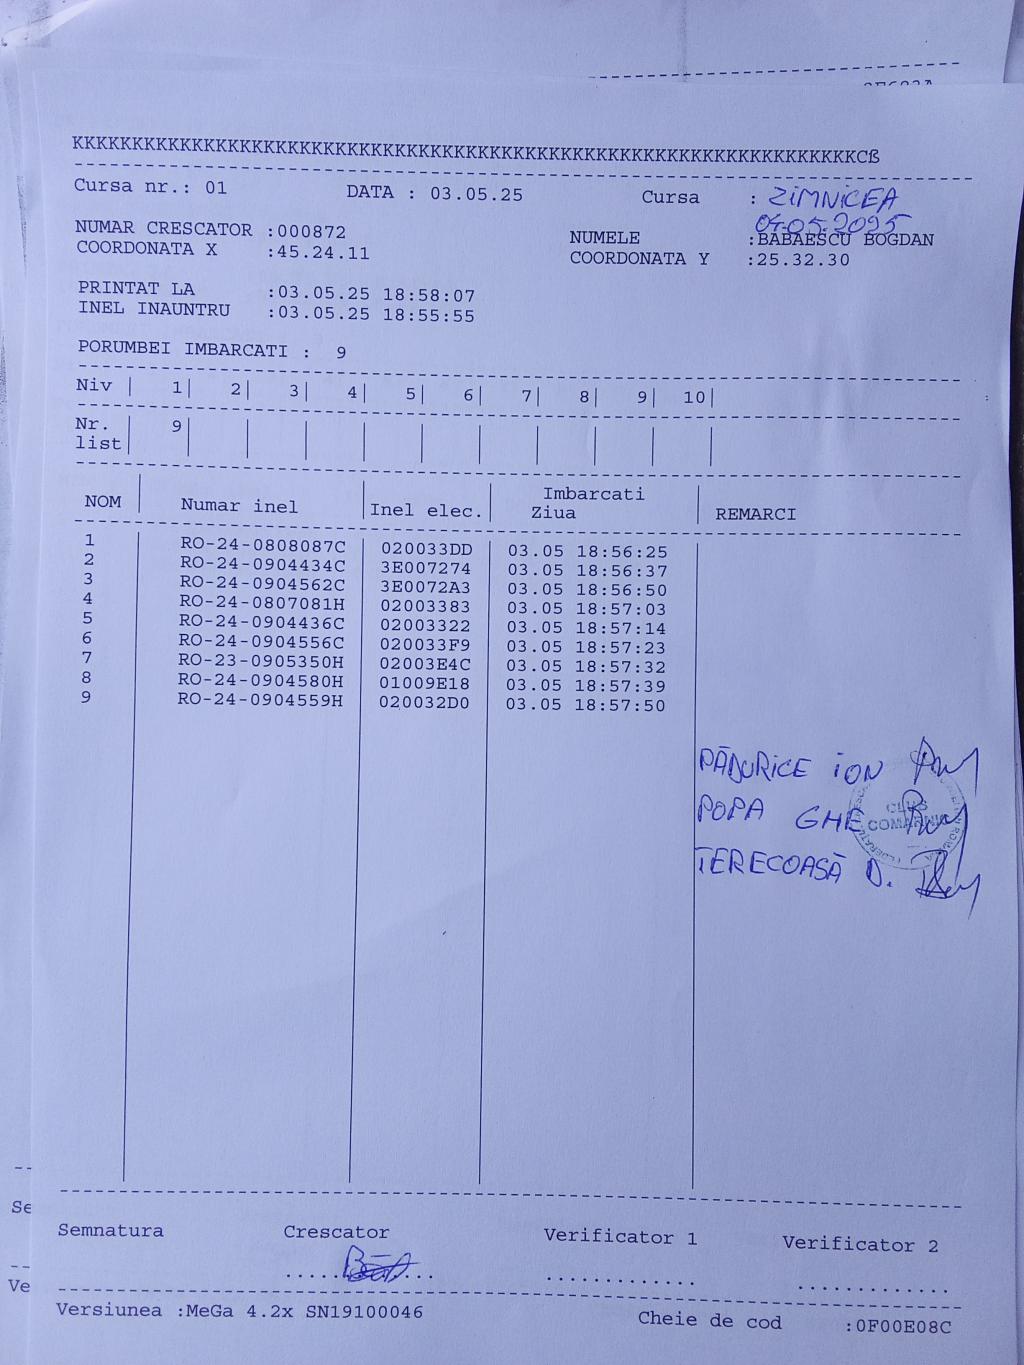 KKKKKKKKKKKKKKKKKKKKKKKKKKKKKKKKKKKKKKKKKKKKKKKKKKKKKKKKKKKKKKKKKCß
Cursa nr.: 01 DATA : 03.05.25 Cursa : ZIMNICEA
04.05.2025
NUMAR CRESCATOR :000872 NUMELE :BABAESCU BOGDAN
COORDONATA X :45.24.11 COORDONATA Y :25.32.30
PRINTAT LA :03.05.25 18:58:07
INEL INAUNTRU :03.05.25 18:55:55
PORUMBEI IMBARCATI : 9
Niv | 1| 2| 3| 4| 5| 6| 7| 8| 9| 10|
Nr. list | 9| | | | | | | | | |
NOM | Numar inel | Inel elec. | Imbarcati Ziua | REMARCI
1 RO-24-0808087C 020033DD 03.05 18:56:25
2 RO-24-0904434C 3E007274 03.05 18:56:37
3 RO-24-0904562C 3E0072A3 03.05 18:56:50
4 RO-24-0807081H 02003383 03.05 18:57:03
5 RO-24-0904436C 02003322 03.05 18:57:14
6 RO-24-0904556C 020033F9 03.05 18:57:23
7 RO-23-0905350H 02003E4C 03.05 18:57:32
8 RO-24-0904580H 01009E18 03.05 18:57:39
9 RO-24-0904559H 020032D0 03.05 18:57:50
PĂDURICE ION
POPA GHE
TERECOASĂ D.
CLUB
COMARNIC
Semnatura Crescator Verificator 1 Verificator 2
Versiunea :MeGa 4.2x SN19100046 Cheie de cod :0F00E08C